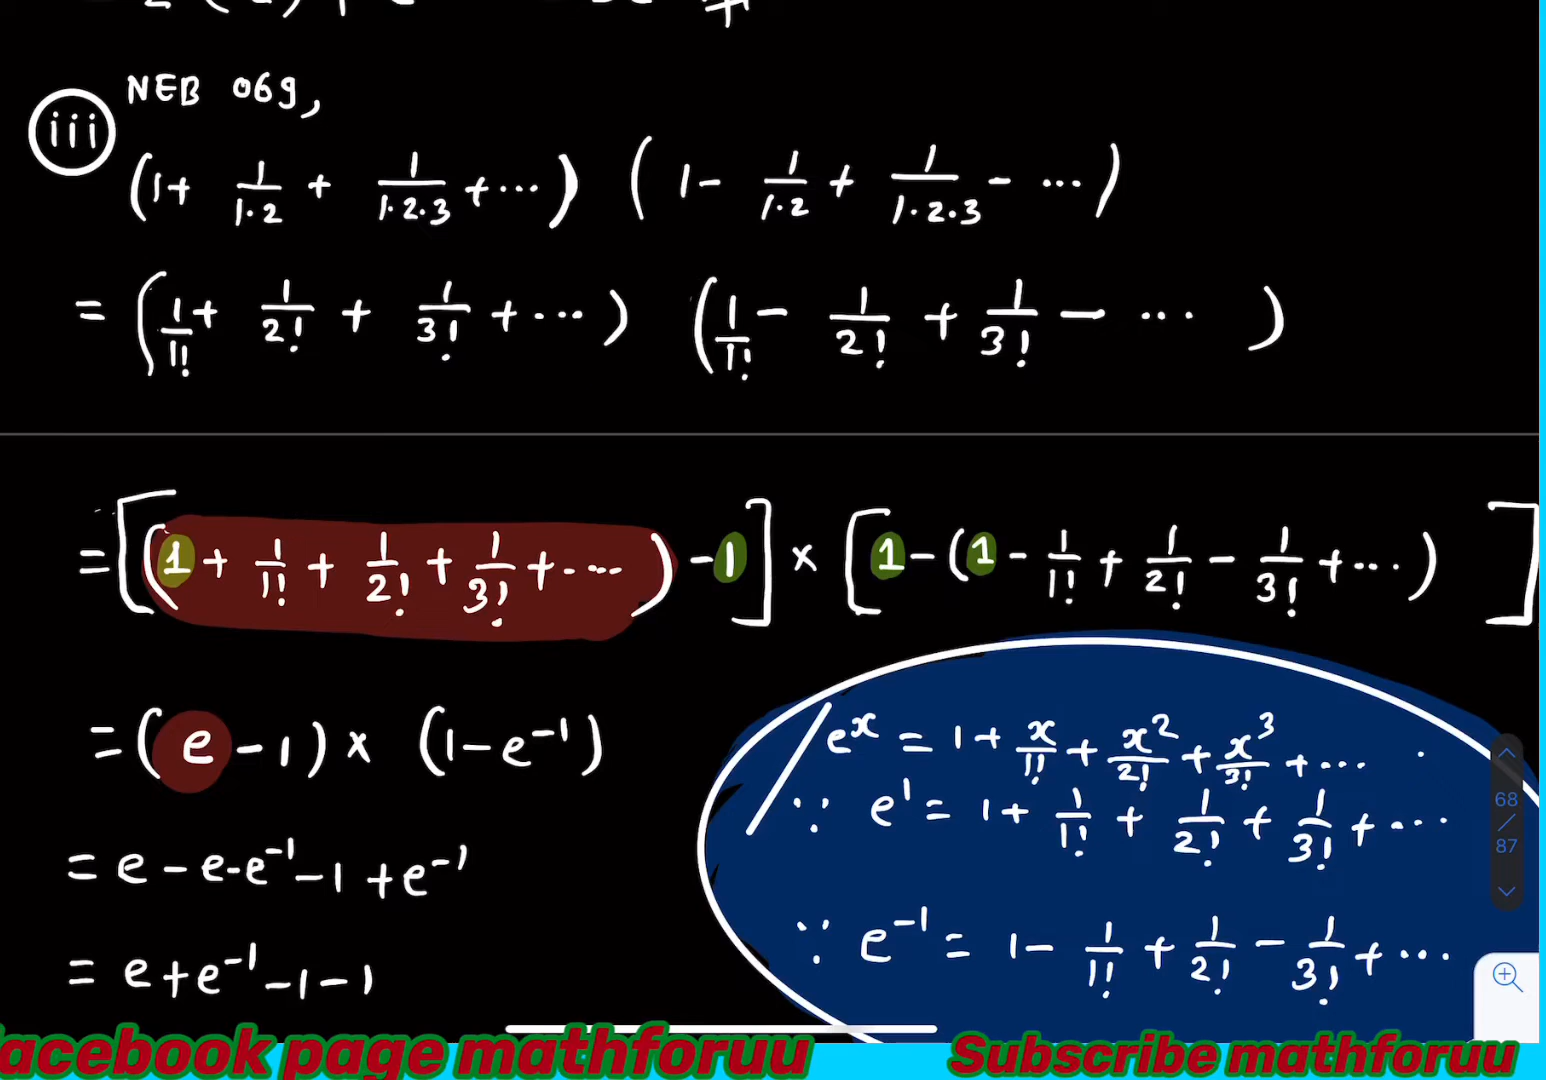 NEB 069,
iii
(1 + 1/1·2 + 1/1·2·3 + ...) (1 - 1/1·2 + 1/1·2·3 - ...)
= (1/1! + 1/2! + 1/3! + ...) (1/1! - 1/2! + 1/3! - ...)
= [(1 + 1/1! + 1/2! + 1/3! + ...) - 1] × [1 - (1 - 1/1! + 1/2! - 1/3! + ...)]
= (e - 1) × (1 - e⁻¹)
= e - e·e⁻¹ - 1 + e⁻¹
= e + e⁻¹ - 1 - 1
eˣ = 1 + x/1! + x²/2! + x³/3! + ...
∵ e¹ = 1 + 1/1! + 1/2! + 1/3! + ...
∵ e⁻¹ = 1 - 1/1! + 1/2! - 1/3! + ...
68
/
87
acebook page mathforuu
Subscribe mathforuu